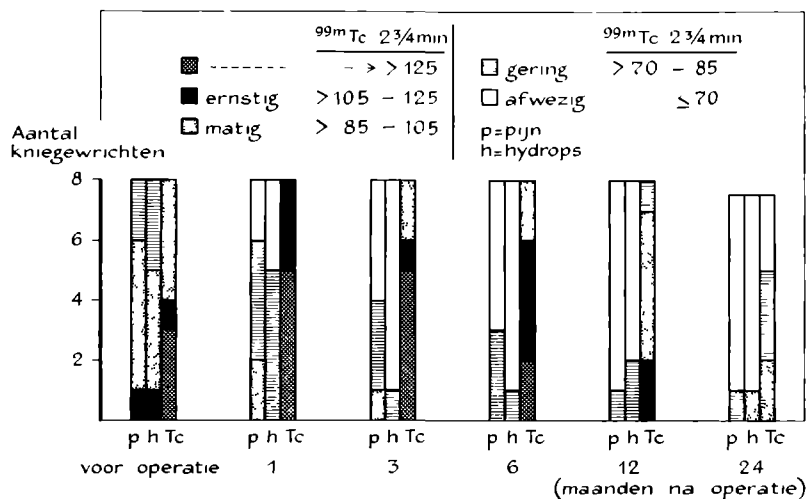 99mTc 2 3/4 min
--------- -→ > 125
ernstig > 105 - 125
matig > 85 - 105
99mTc 2 3/4 min
gering > 70 - 85
afwezig ≤ 70
p=pijn
h=hydrops
Aantal
kniegewrichten
8
6
4
2
p h Tc p h Tc p h Tc p h Tc p h Tc p h Tc
voor operatie 1 3 6 12 24
(maanden na operatie)